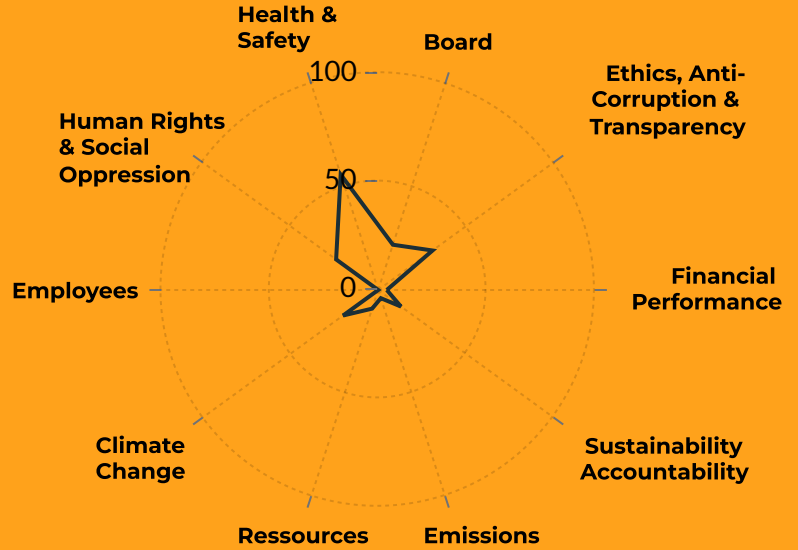 Health &
Safety
Board
100
Ethics, Anti-
Corruption &
Transparency
Human Rights
& Social
Oppression
50
Employees
0
Financial
Performance
Climate
Change
Sustainability
Accountability
Ressources
Emissions